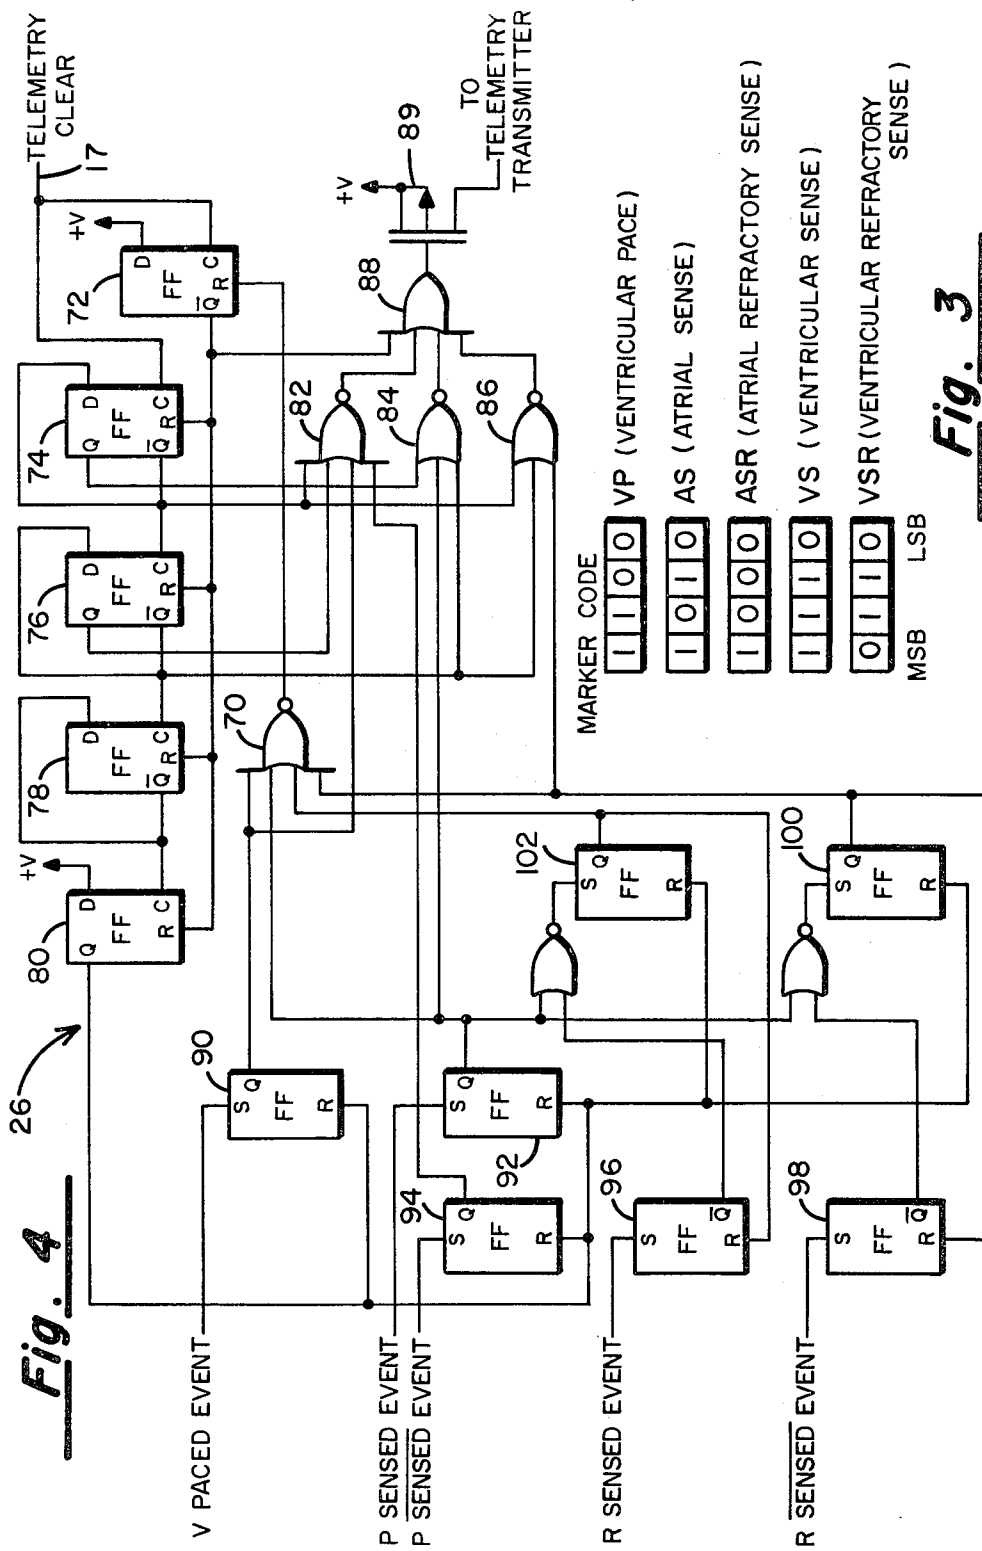 Fig. 4
26
TELEMETRY
CLEAR
17
+V
72
D
FF
C
Q̅
R
74
Q
D
FF
Q̅
R
C
76
Q
D
FF
Q̅
R
C
78
D
FF
Q̅
R
C
+V
80
Q
D
FF
R
C
70
82
84
86
88
+V
89
TO
TELEMETRY
TRANSMITTER
V PACED EVENT
90
S
Q
FF
R
P SENSED EVENT
P̅ ̅S̅E̅N̅S̅E̅D̅ EVENT
92
S
Q
FF
R
94
S
Q
FF
R
R SENSED EVENT
96
S
FF
Q̅
R
R̅ ̅S̅E̅N̅S̅E̅D̅ EVENT
98
S
FF
Q̅
R
102
S
Q
FF
R
100
S
Q
FF
R
MARKER CODE
1 1 0 0 VP (VENTRICULAR PACE)
1 0 1 0 AS (ATRIAL SENSE)
1 0 0 0 ASR (ATRIAL REFRACTORY SENSE)
1 1 1 0 VS (VENTRICULAR SENSE)
0 1 1 0 VSR (VENTRICULAR REFRACTORY
SENSE)
MSB LSB
Fig. 3